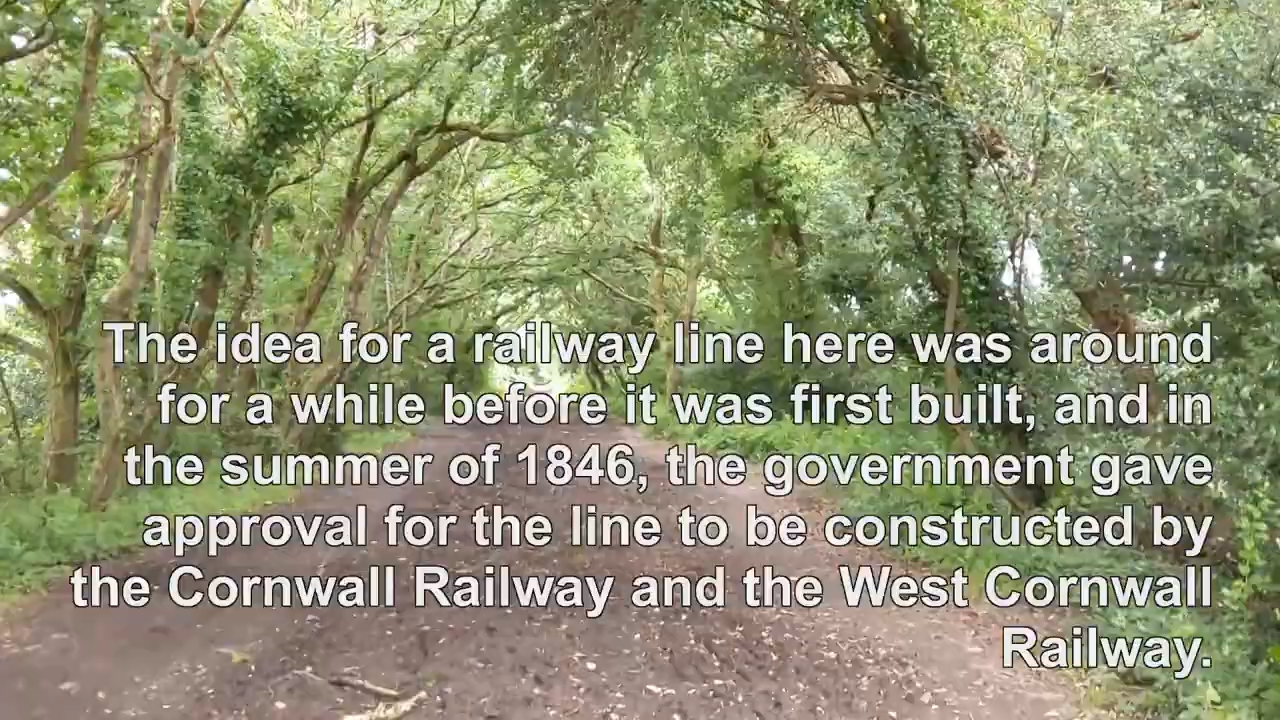 The idea for a railway line here was around
for a while before it was first built, and in
the summer of 1846, the government gave
approval for the line to be constructed by
the Cornwall Railway and the West Cornwall
Railway.